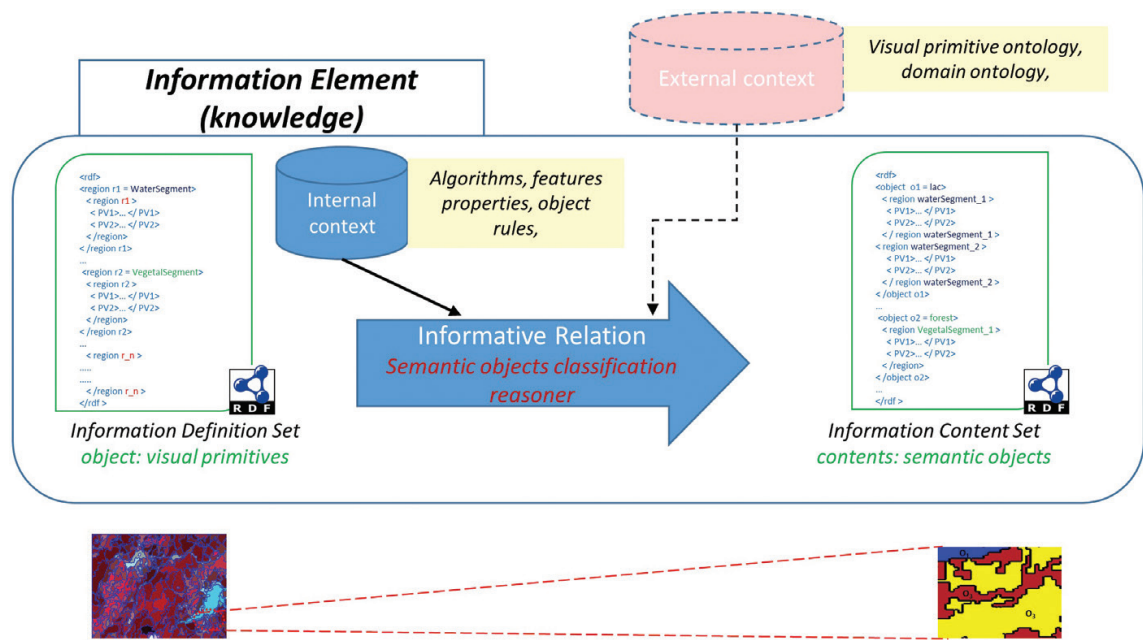 Information Element
(knowledge)
External context
Visual primitive ontology,
domain ontology,
Internal
context
Algorithms, features
properties, object
rules,
<rdf>
<region r1 = WaterSegment>
< region r1 >
< PV1>... </ PV1>
< PV2>... </ PV2>
< /region>
</region r1>
...
<region r2 = VegetalSegment>
< region r2 >
< PV1>... </ PV1>
< PV2>... </ PV2>
< /region>
</region r2>
...
< region r_n >
.....
.....
</region r_n >
</rdf >
RDF
Information Definition Set
object: visual primitives
Informative Relation
Semantic objects classification
reasoner
<rdf>
<object o1 = lac>
< region waterSegment_1 >
< PV1>... </ PV1>
< PV2>... </ PV2>
< / region waterSegment_1 >
< region waterSegment_2 >
< PV1>... </ PV1>
< PV2>... </ PV2>
< / region waterSegment_2 >
</object o1>
...
<object o2 = forest>
< region VegetalSegment_1 >
< PV1>... </ PV1>
< PV2>... </ PV2>
< /region>
</object o2>
...
</rdf >
RDF
Information Content Set
contents: semantic objects